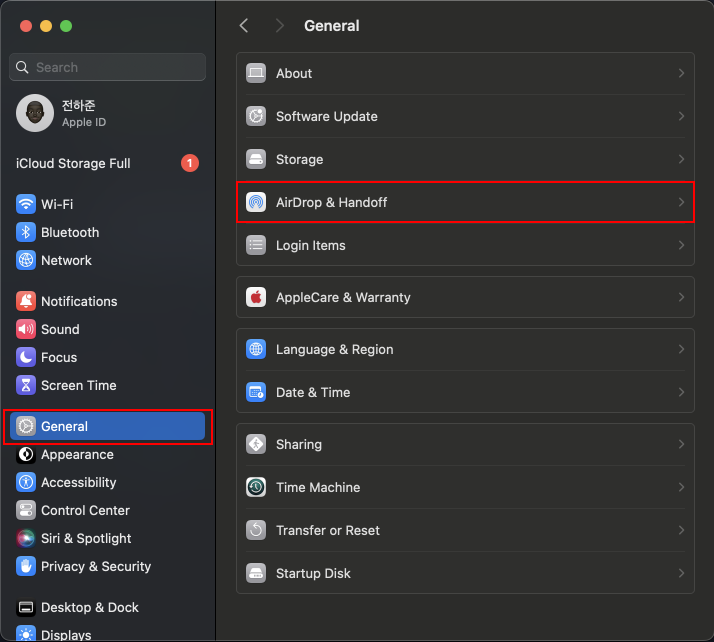 General
Search
전하준
Apple ID
iCloud Storage Full
1
Wi-Fi
Bluetooth
Network
Notifications
Sound
Focus
Screen Time
General
Appearance
Accessibility
Control Center
Siri & Spotlight
Privacy & Security
Desktop & Dock
Displays
About
Software Update
Storage
AirDrop & Handoff
Login Items
AppleCare & Warranty
Language & Region
Date & Time
Sharing
Time Machine
Transfer or Reset
Startup Disk